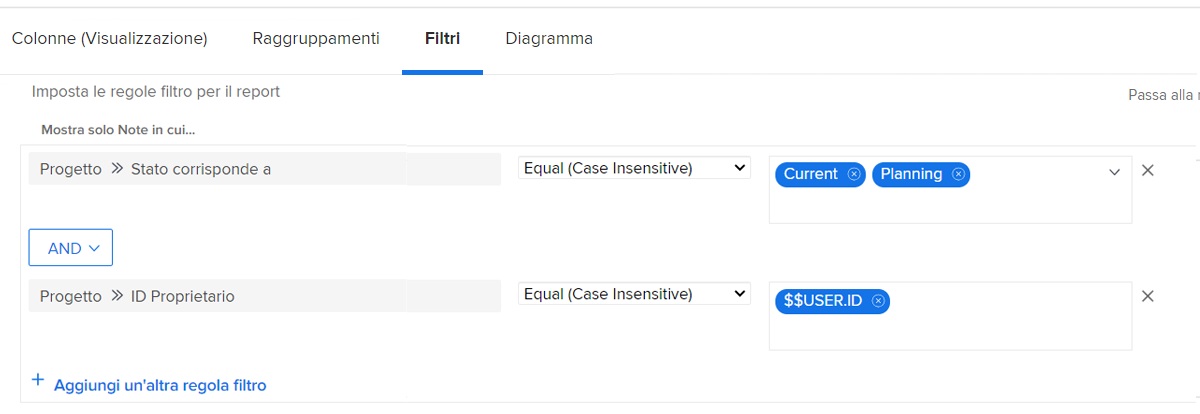 Colonne (Visualizzazione) Raggruppamenti Filtri Diagramma
Imposta le regole filtro per il report
Passa alla
Mostra solo Note in cui...
Progetto Stato corrisponde a Equal (Case Insensitive) Current Planning
AND
Progetto ID Proprietario Equal (Case Insensitive) $$USER.ID
Aggiungi un'altra regola filtro